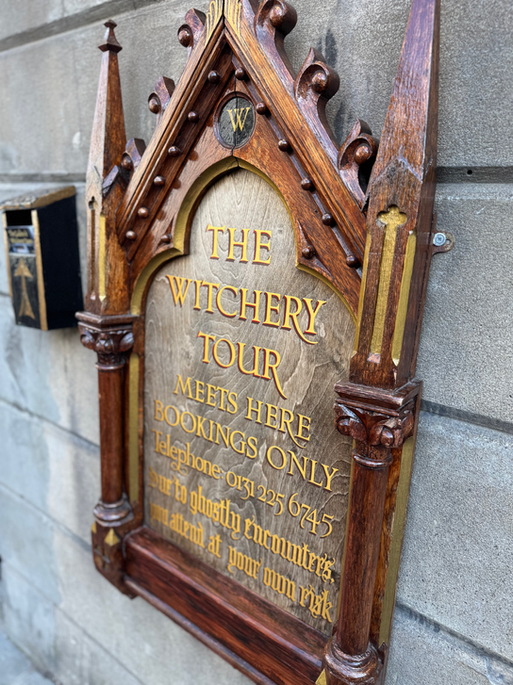 W
THE
WITCHERY
TOUR
MEETS HERE
BOOKINGS ONLY
Telephone: 0131 225 6745
to ghostly encounters,
you attend at your own risk